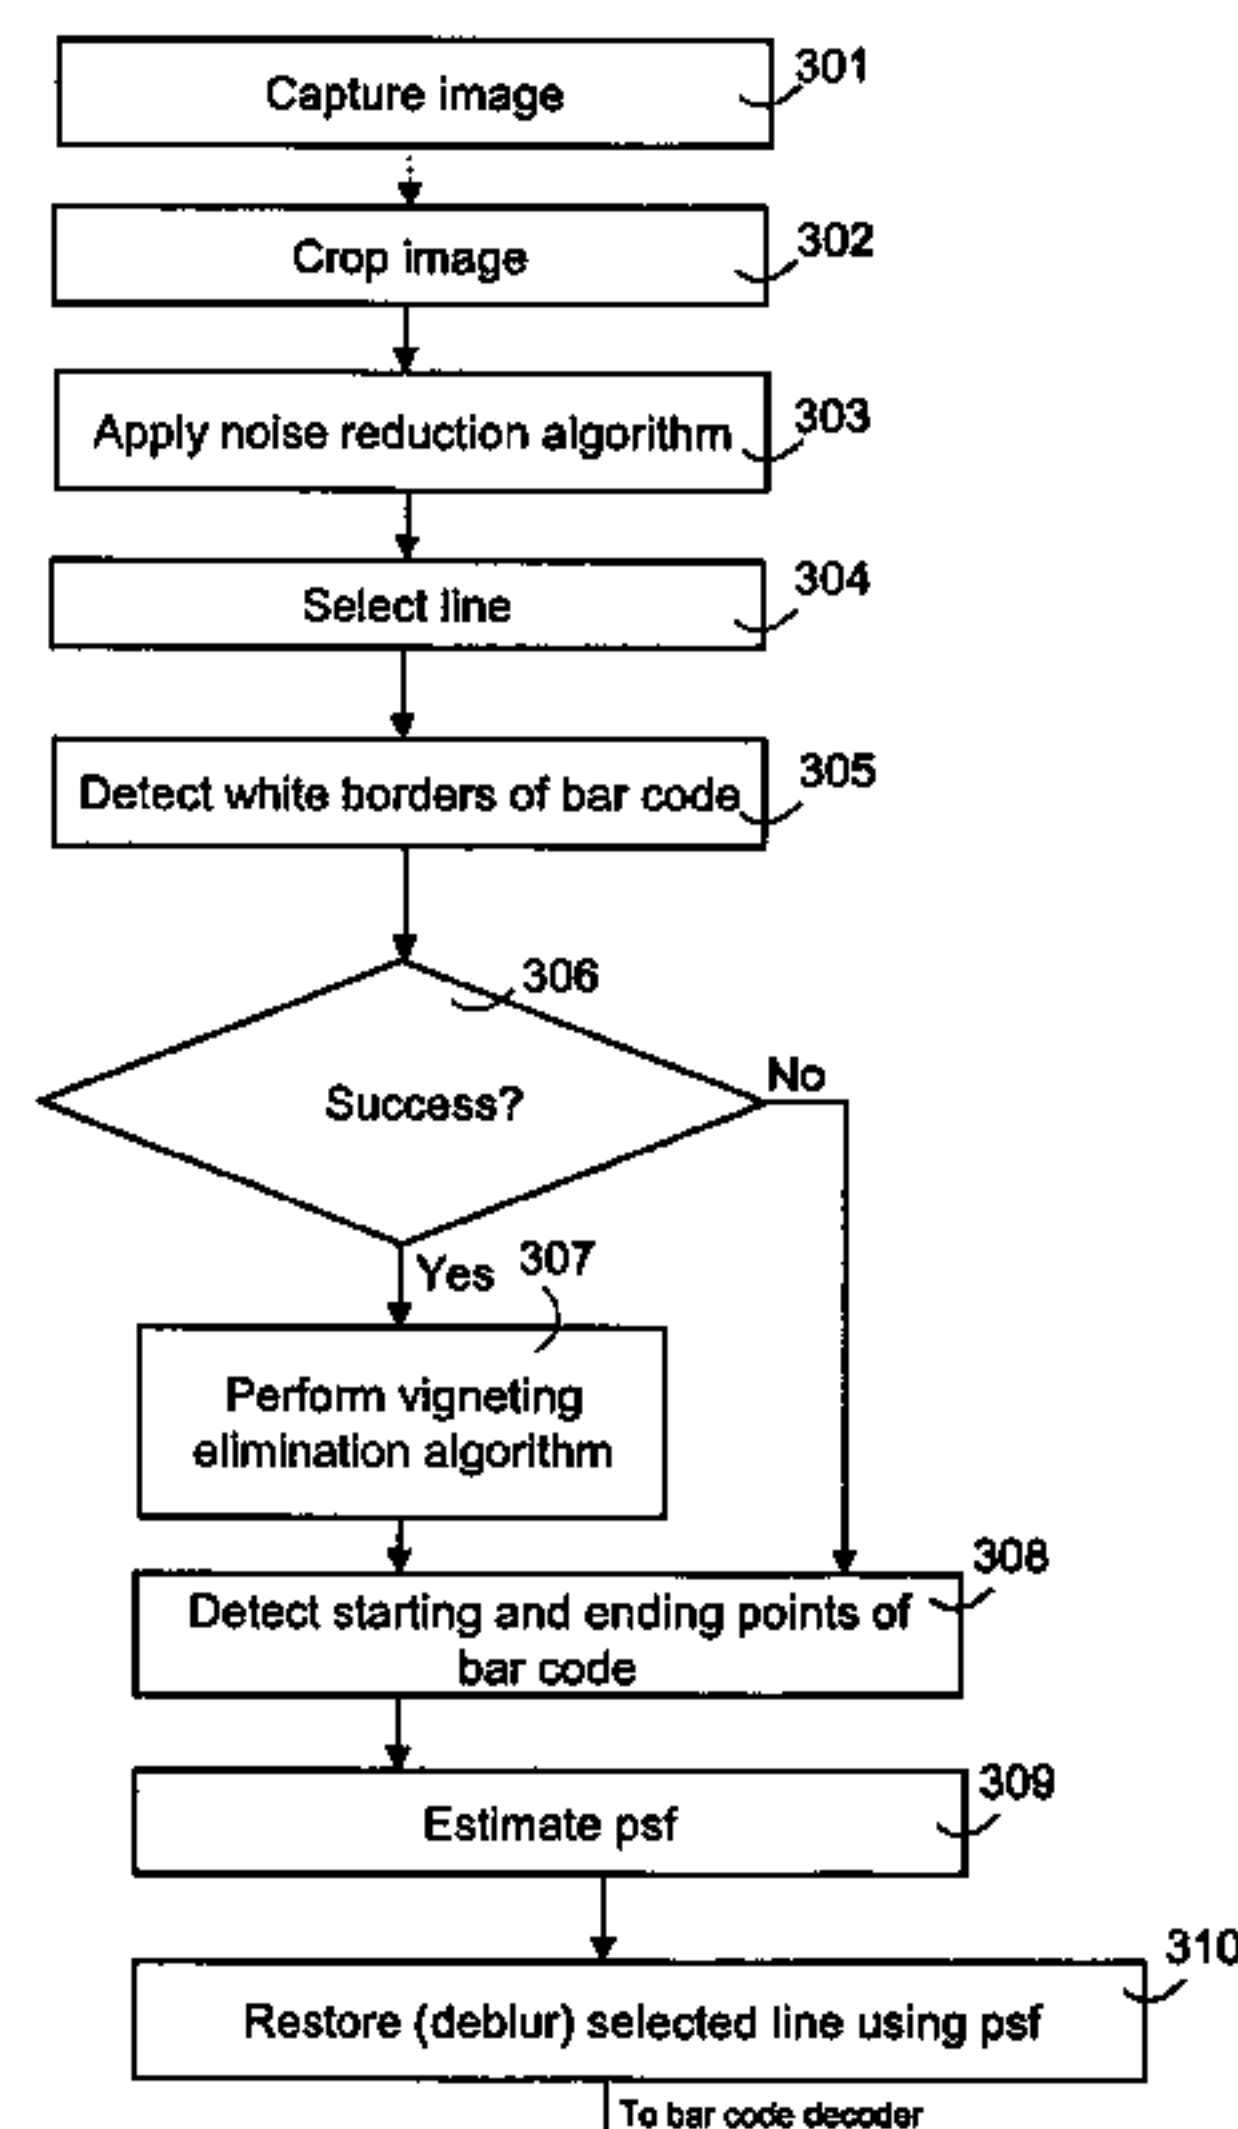 Capture image
301
Crop image
302
Apply noise reduction algorithm
303
Select line
304
Detect white borders of bar code
305
306
Success?
No
Yes
307
Perform vigneting
elimination algorithm
308
Detect starting and ending points of
bar code
309
Estimate psf
310
Restore (deblur) selected line using psf
To bar code decoder